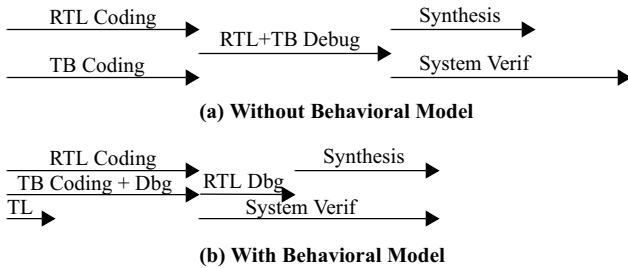 RTL Coding
Synthesis
RTL+TB Debug
TB Coding
System Verif
(a) Without Behavioral Model
RTL Coding
Synthesis
TB Coding + Dbg
RTL Dbg
TL
System Verif
(b) With Behavioral Model